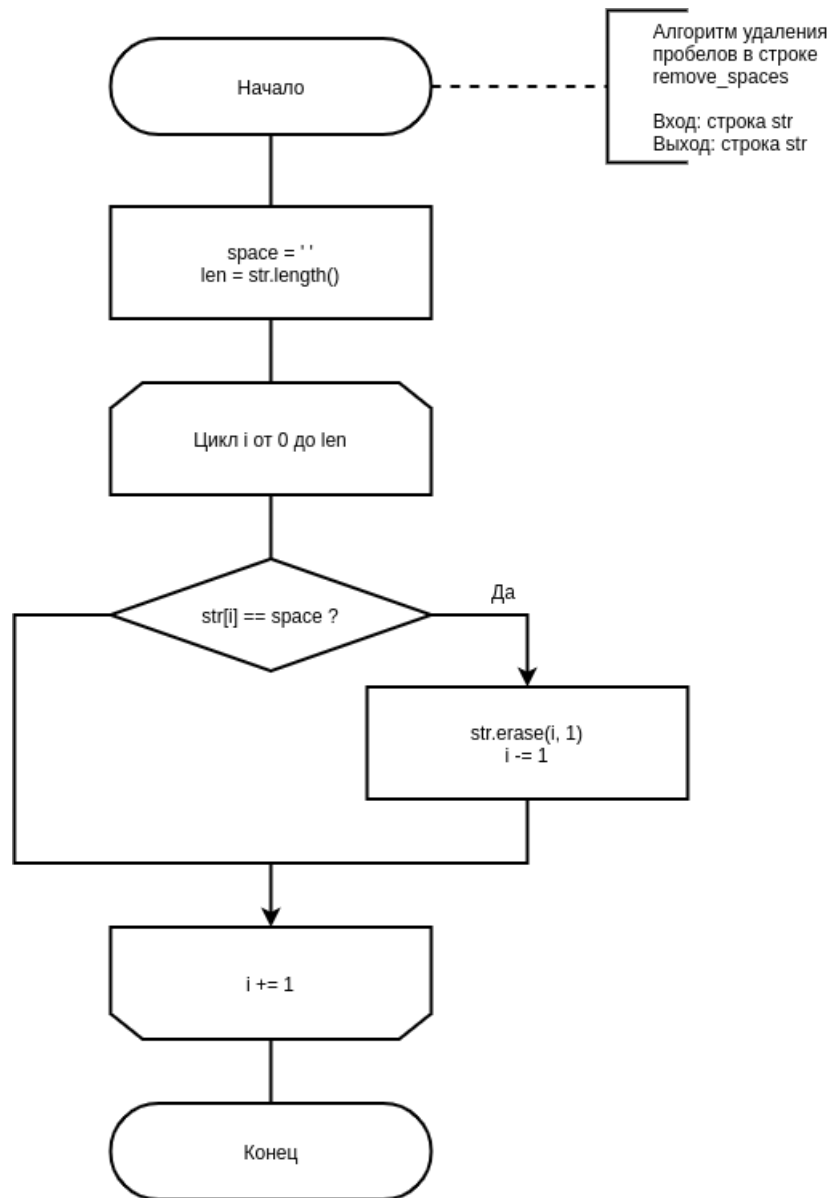 Начало
Алгоритм удаления
пробелов в строке
remove_spaces
Вход: строка str
Выход: строка str
space = ' '
len = str.length()
Цикл i от 0 до len
str[i] == space ?
Да
str.erase(i, 1)
i -= 1
i += 1
Конец